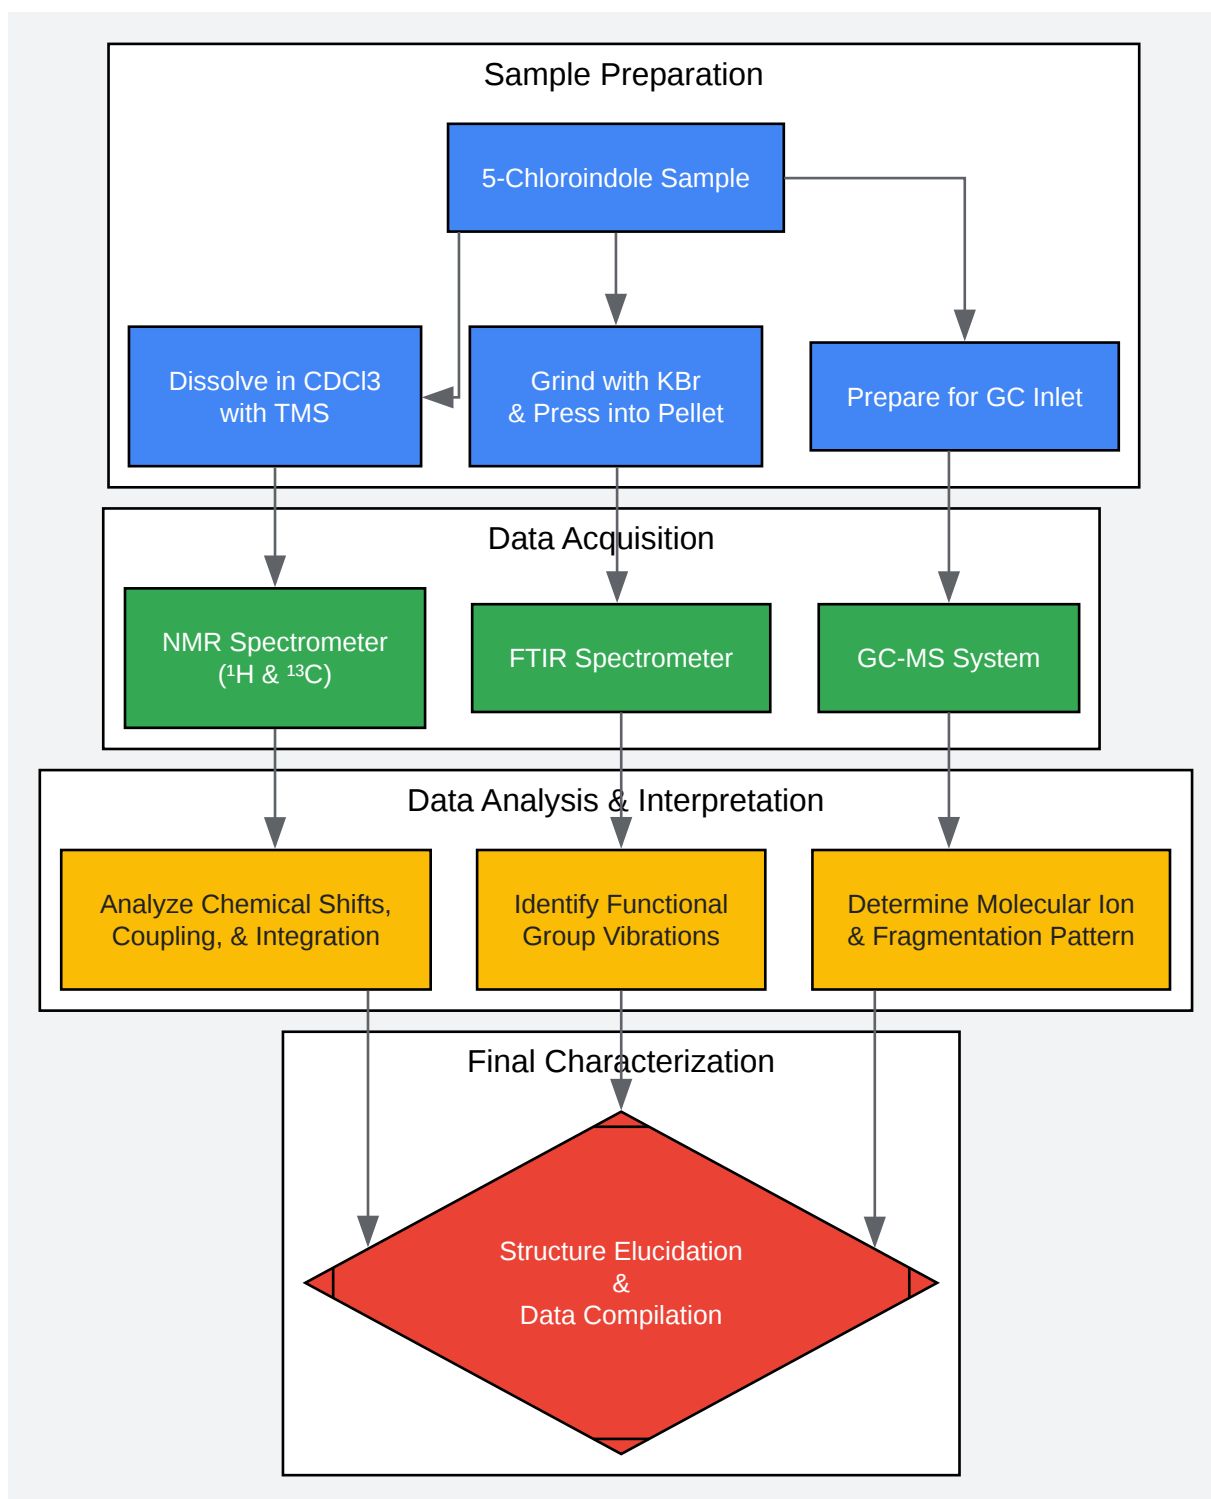 Sample Preparation
5-Chloroindole Sample
Dissolve in CDCl3
with TMS
Grind with KBr
& Press into Pellet
Prepare for GC Inlet
Data Acquisition
NMR Spectrometer
(¹H & ¹³C)
FTIR Spectrometer
GC-MS System
Data Analysis & Interpretation
Analyze Chemical Shifts,
Coupling, & Integration
Identify Functional
Group Vibrations
Determine Molecular Ion
& Fragmentation Pattern
Final Characterization
Structure Elucidation
&
Data Compilation